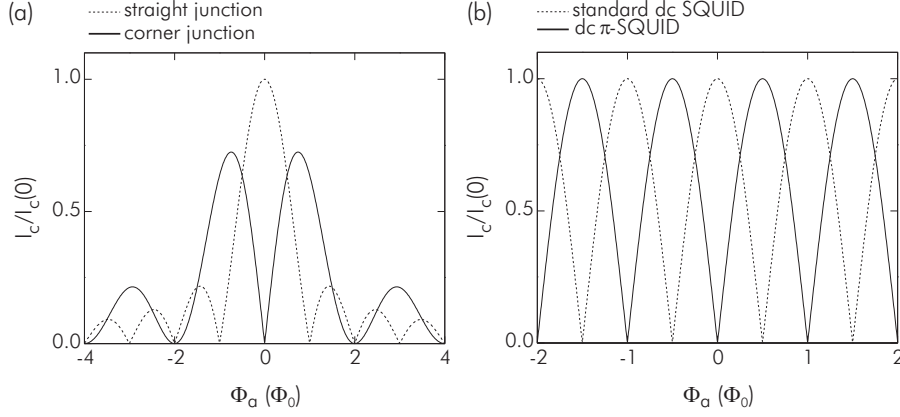 (a)
straight junction
corner junction
1.0
0.5
0.0
I_c/I_c(0)
-4 -2 0 2 4
Φ_a (Φ_0)
(b)
standard dc SQUID
dc π-SQUID
1.0
0.5
0.0
I_c/I_c(0)
-2 -1 0 1 2
Φ_a (Φ_0)